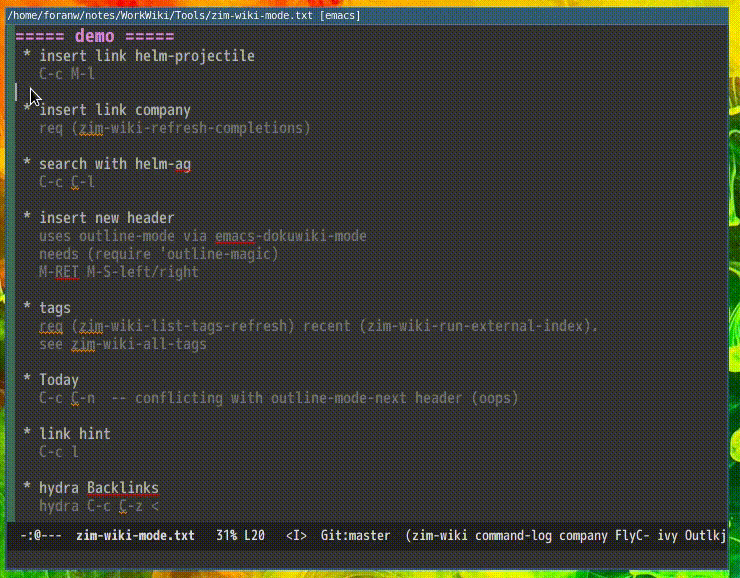 /home/foranw/notes/WorkWiki/Tools/zim-wiki-mode.txt [emacs]
===== demo =====
* insert link helm-projectile
C-c M-l
* insert link company
req (zim-wiki-refresh-completions)
* search with helm-ag
C-c C-l
* insert new header
uses outline-mode via emacs-dokuwiki-mode
needs (require 'outline-magic)
M-RET M-S-left/right
* tags
req (zim-wiki-list-tags-refresh) recent (zim-wiki-run-external-index).
see zim-wiki-all-tags
* Today
C-c C-n  -- conflicting with outline-mode-next header (oops)
* link hint
C-c l
* hydra Backlinks
hydra C-c C-z <
-:@---  zim-wiki-mode.txt   31% L20   <I>  Git:master  (zim-wiki command-log company FlyC- ivy Outlkj